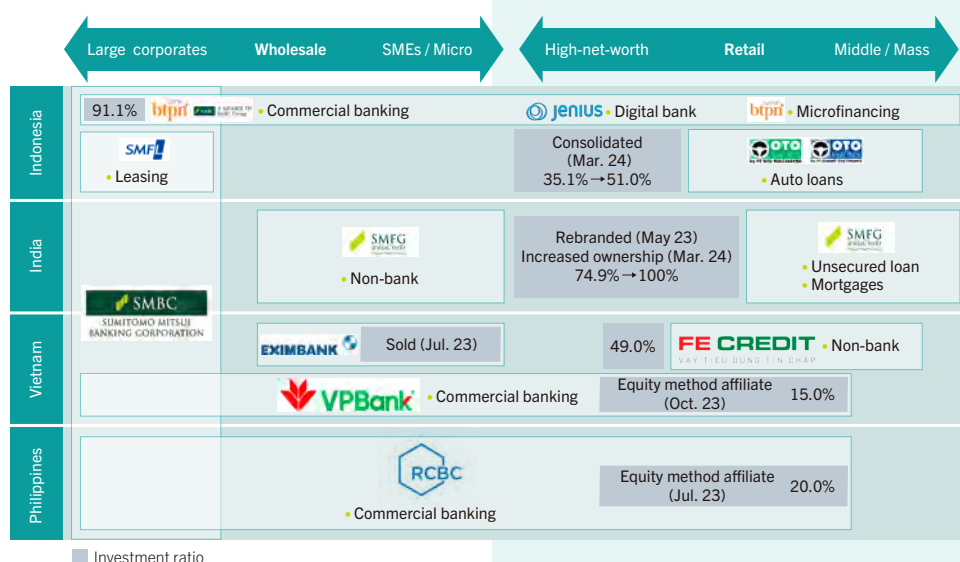 Large corporates Wholesale SMEs / Micro High-net-worth Retail Middle / Mass
Indonesia
91.1% btpn • Commercial banking
Jenius • Digital bank
btpn • Microfinancing
SMFL
• Leasing
Consolidated
(Mar. 24)
35.1%→51.0%
OTO OTO
• Auto loans
India
SMFG
• Non-bank
Rebranded (May 23)
Increased ownership (Mar. 24)
74.9%→100%
SMFG
• Unsecured loan
• Mortgages
SMBC
SUMITOMO MITSUI
BANKING CORPORATION
Vietnam
EXIMBANK Sold (Jul. 23)
49.0% FE CREDIT • Non-bank
VAY TIÊU DÙNG TÍN CHẤP
VPBank • Commercial banking
Equity method affiliate
(Oct. 23)
15.0%
Philippines
RCBC
• Commercial banking
Equity method affiliate
(Jul. 23)
20.0%
Investment ratio